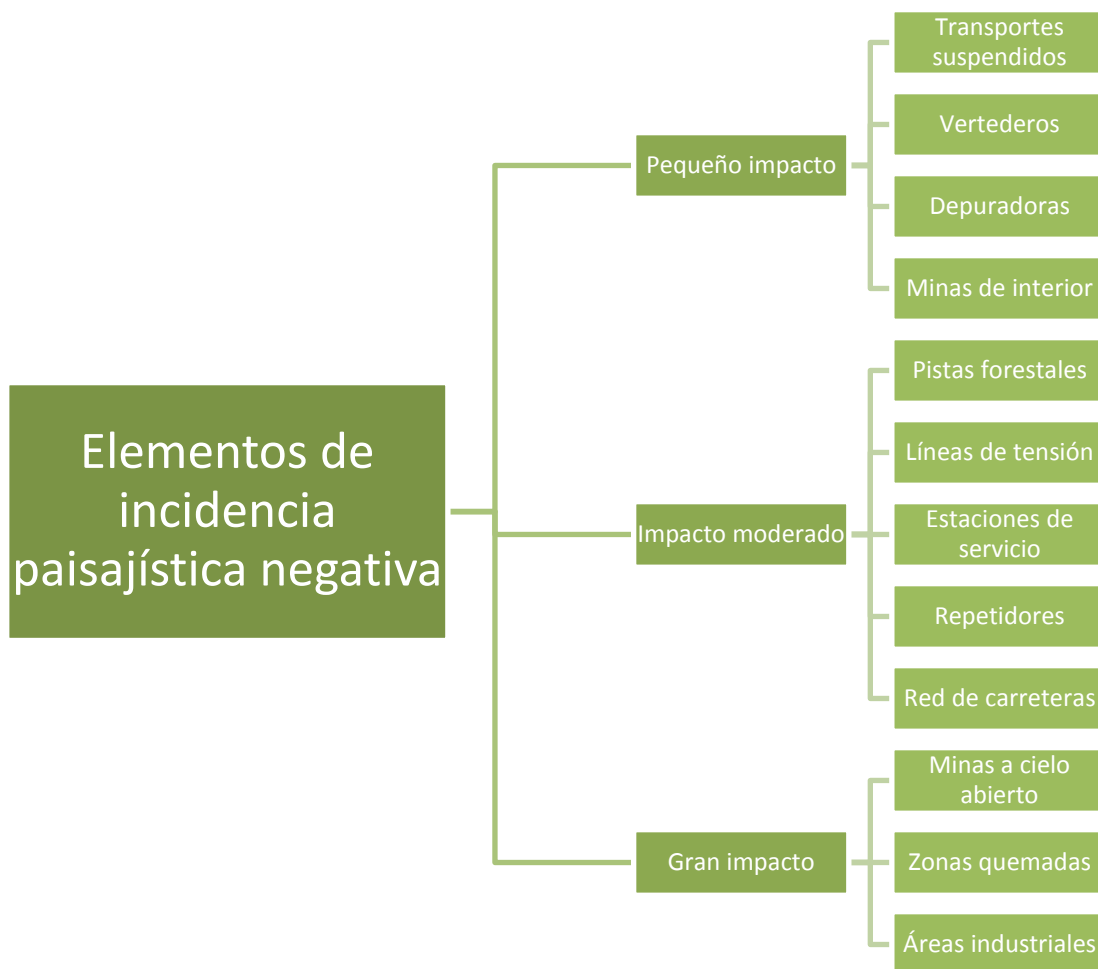 Elementos de
incidencia
paisajística negativa
Pequeño impacto
Transportes
suspendidos
Vertederos
Depuradoras
Minas de interior
Impacto moderado
Pistas forestales
Líneas de tensión
Estaciones de
servicio
Repetidores
Red de carreteras
Gran impacto
Minas a cielo
abierto
Zonas quemadas
Áreas industriales